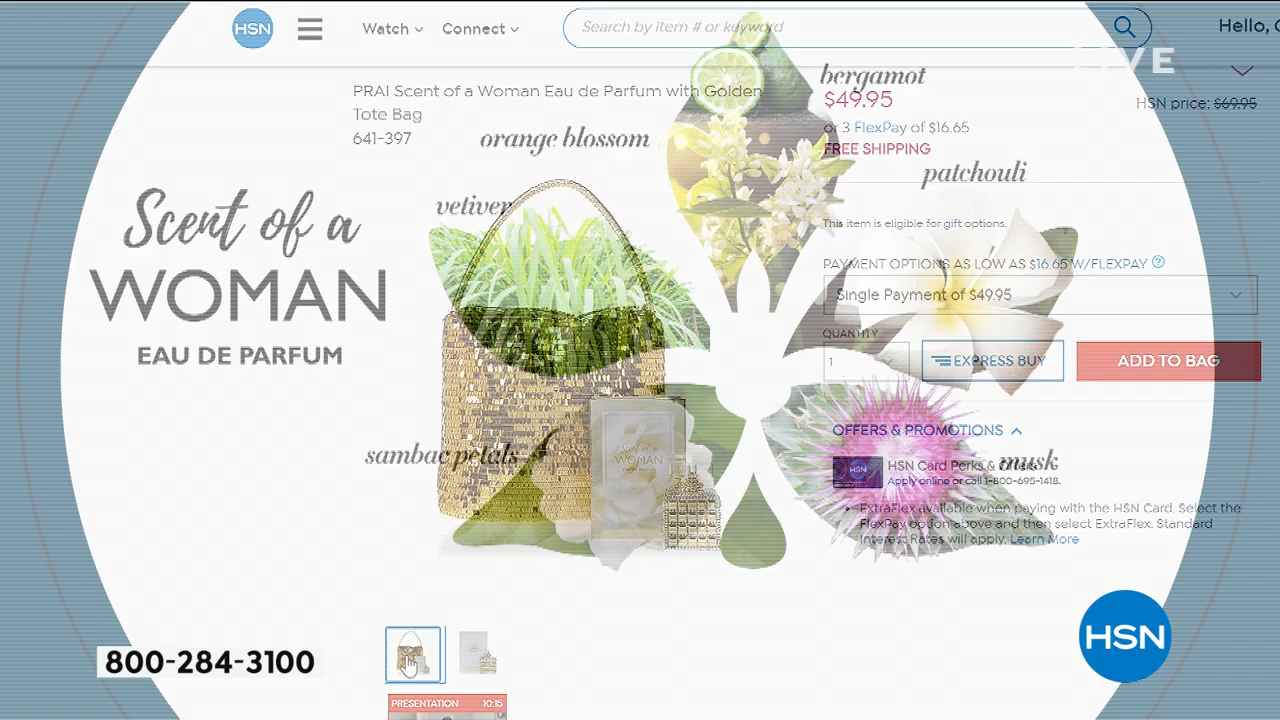 HSN
Watch
Connect
Search by item # or keyword
Hello,
LIVE
PRAI Scent of a Woman Eau de Parfum with Golden
Tote Bag
641-397
bergamot
$49.95
HSN price: $69.95
or 3 FlexPay of $16.65
FREE SHIPPING
orange blossom
patchouli
vetiver
This item is eligible for gift options.
Scent of a
WOMAN
EAU DE PARFUM
PAYMENT OPTIONS AS LOW AS $16.65 W/FLEXPAY
Single Payment of $49.95
QUANTITY
1
EXPRESS BUY
ADD TO BAG
OFFERS & PROMOTIONS
sambac petals
WOMAN
musk
HSN
HSN Card Perks & Offers
Apply online or call 1-800-695-1418.
• ExtraFlex available when paying with the HSN Card. Select the
FlexPay option above and then select ExtraFlex. Standard
Interest Rates will apply. Learn More
800-284-3100
HSN
PRESENTATION 10:15